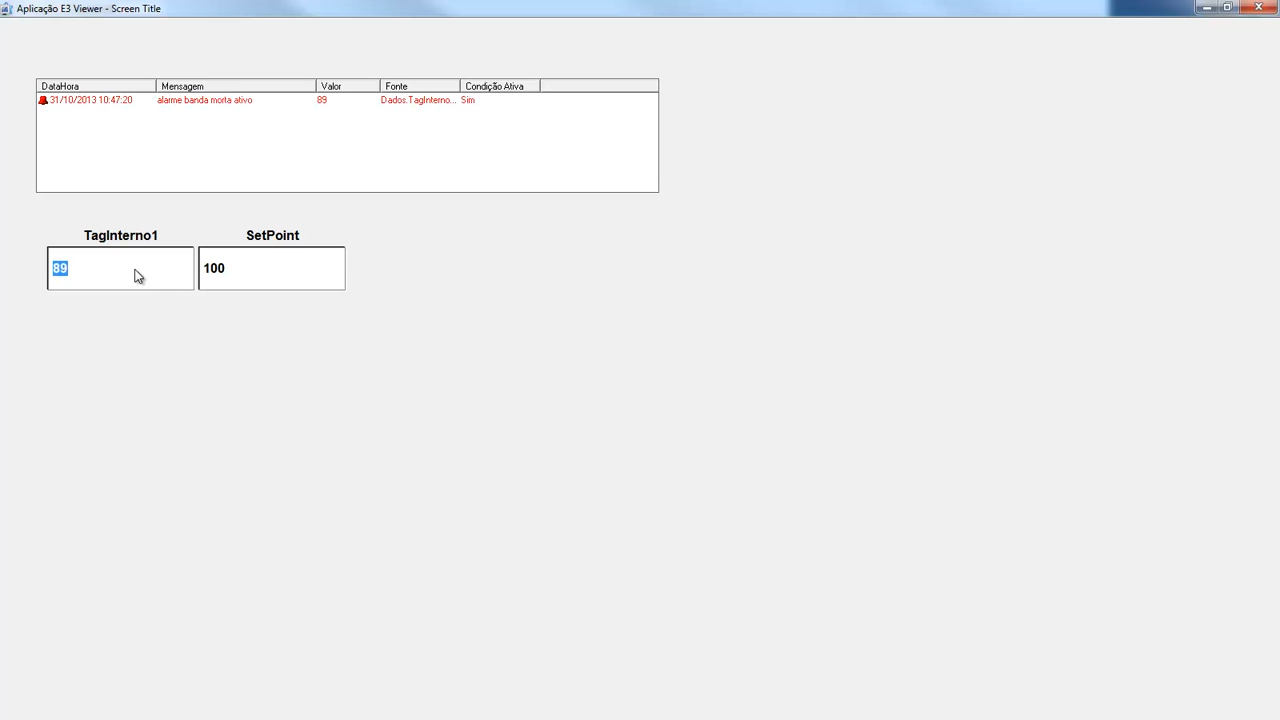 Aplicação E3 Viewer - Screen Title
DataHora Mensagem Valor Fonte Condição Ativa
31/10/2013 10:47:20 alarme banda morta ativo 89 Dados.TagInterno... Sim
TagInterno1 SetPoint
89 100